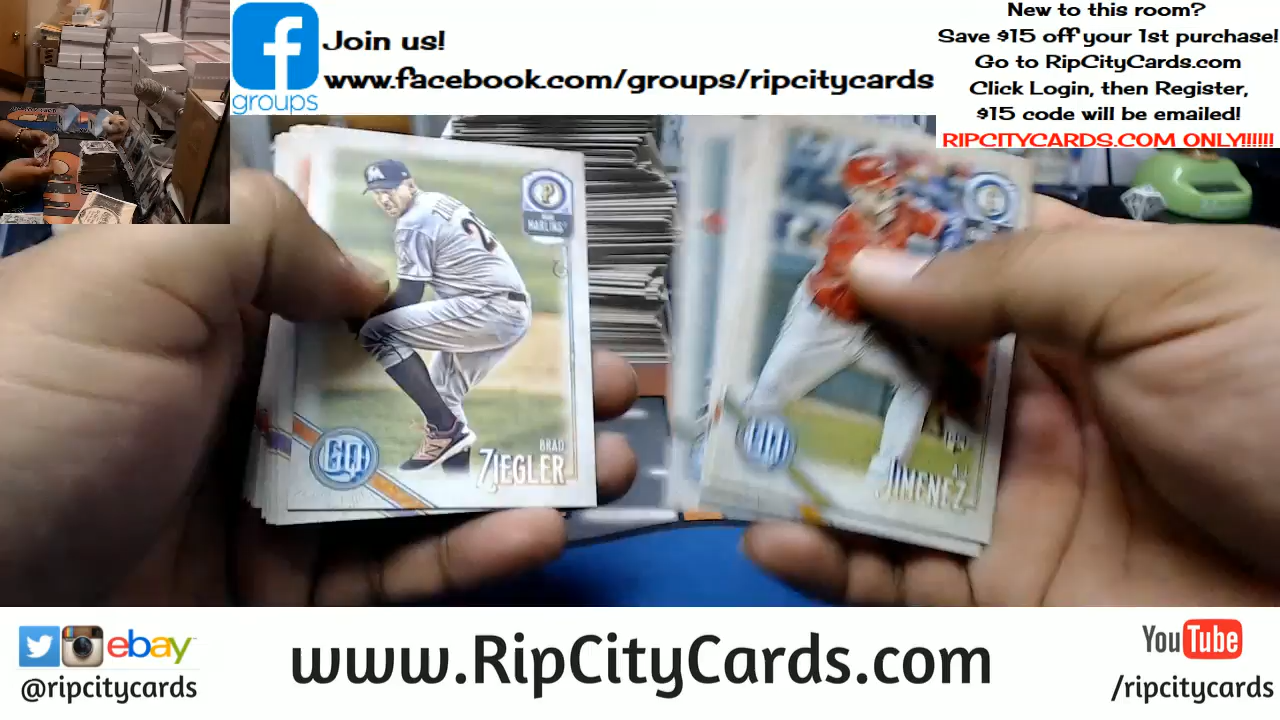 Join us!
www.facebook.com/groups/ripcitycards
groups
New to this room?
Save $15 off your 1st purchase!
Go to RipCityCards.com
Click Login, then Register,
$15 code will be emailed!
RIPCITYCARDS.COM ONLY!!!!!!
P
MARLINS
GQ
BRAD
ZIEGLER
JIMENEZ
ebay
@ripcitycards
www.RipCityCards.com
YouTube
/ripcitycards